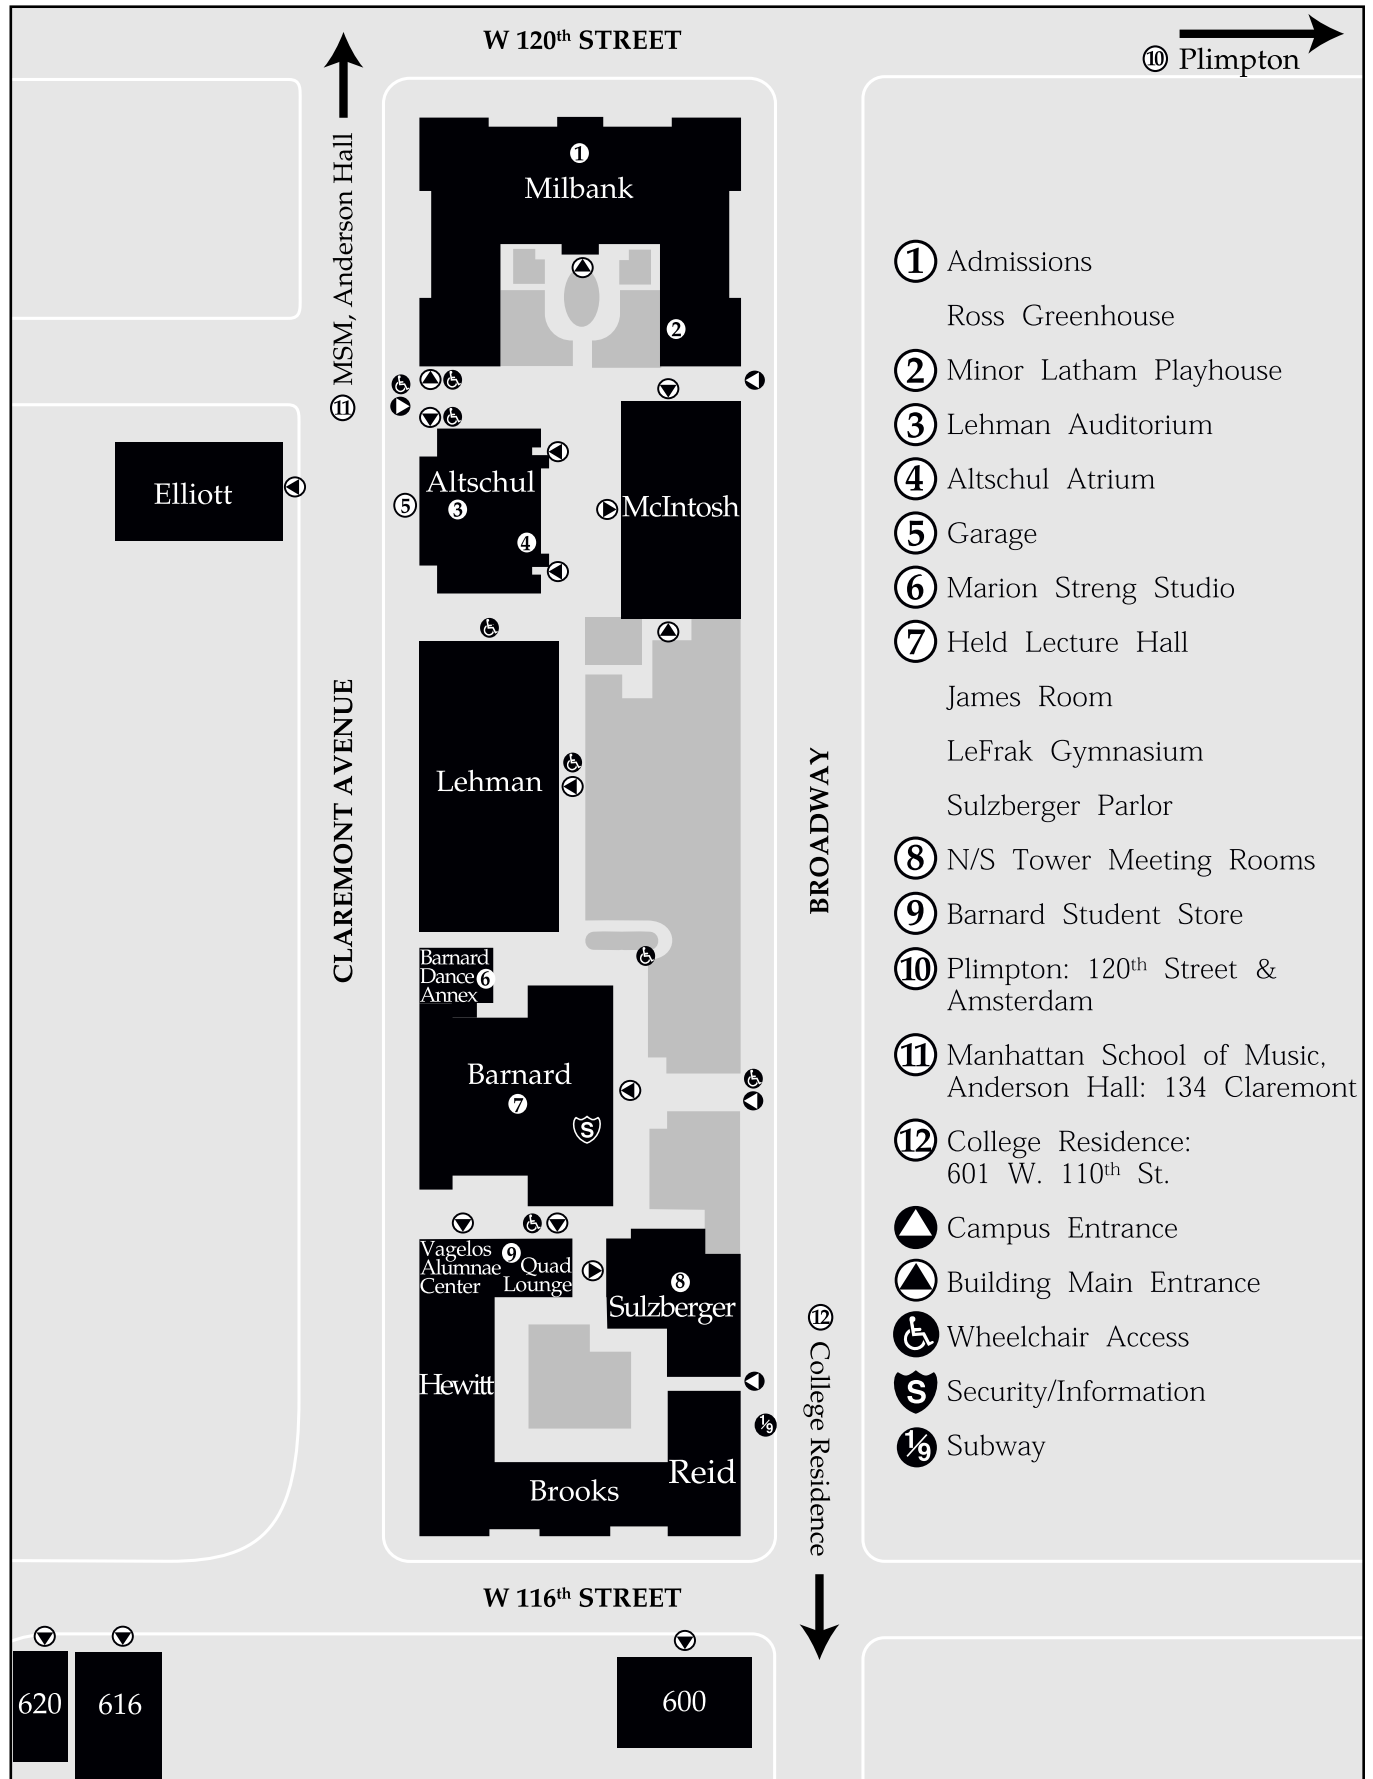 W 120th STREET
⑩ Plimpton
⑪ MSM, Anderson Hall
1
Milbank
2
Elliott
Altschul
3
4
5
McIntosh
CLAREMONT AVENUE
Lehman
BROADWAY
Barnard
Dance 6
Annex
Barnard
7
S
Vagelos
Alumnae
Center
9
Quad
Lounge
8
Sulzberger
Hewitt
1/9
Reid
Brooks
⑫ College Residence
W 116th STREET
620
616
600
1 Admissions
Ross Greenhouse
2 Minor Latham Playhouse
3 Lehman Auditorium
4 Altschul Atrium
5 Garage
6 Marion Streng Studio
7 Held Lecture Hall
James Room
LeFrak Gymnasium
Sulzberger Parlor
8 N/S Tower Meeting Rooms
9 Barnard Student Store
10 Plimpton: 120th Street &
Amsterdam
11 Manhattan School of Music,
Anderson Hall: 134 Claremont
12 College Residence:
601 W. 110th St.
Campus Entrance
Building Main Entrance
Wheelchair Access
S Security/Information
1/9 Subway